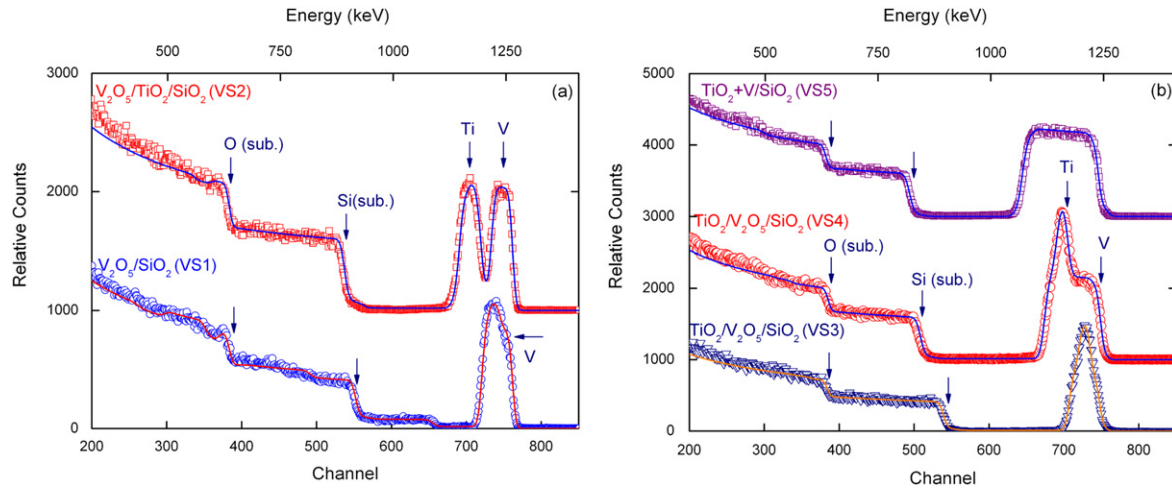 Energy (keV)
500 750 1000 1250
3000
2000
1000
0
Relative Counts
V₂O₅/TiO₂/SiO₂ (VS2)
(a)
Ti
V
O (sub.)
Si(sub.)
V₂O₅/SiO₂ (VS1)
V
200 300 400 500 600 700 800
Channel
Energy (keV)
500 750 1000 1250
5000
4000
3000
2000
1000
0
Relative Counts
TiO₂+V/SiO₂ (VS5)
(b)
Ti
TiO₂/V₂O₅/SiO₂ (VS4)
O (sub.)
V
Si (sub.)
TiO₂/V₂O₅/SiO₂ (VS3)
200 300 400 500 600 700 800
Channel